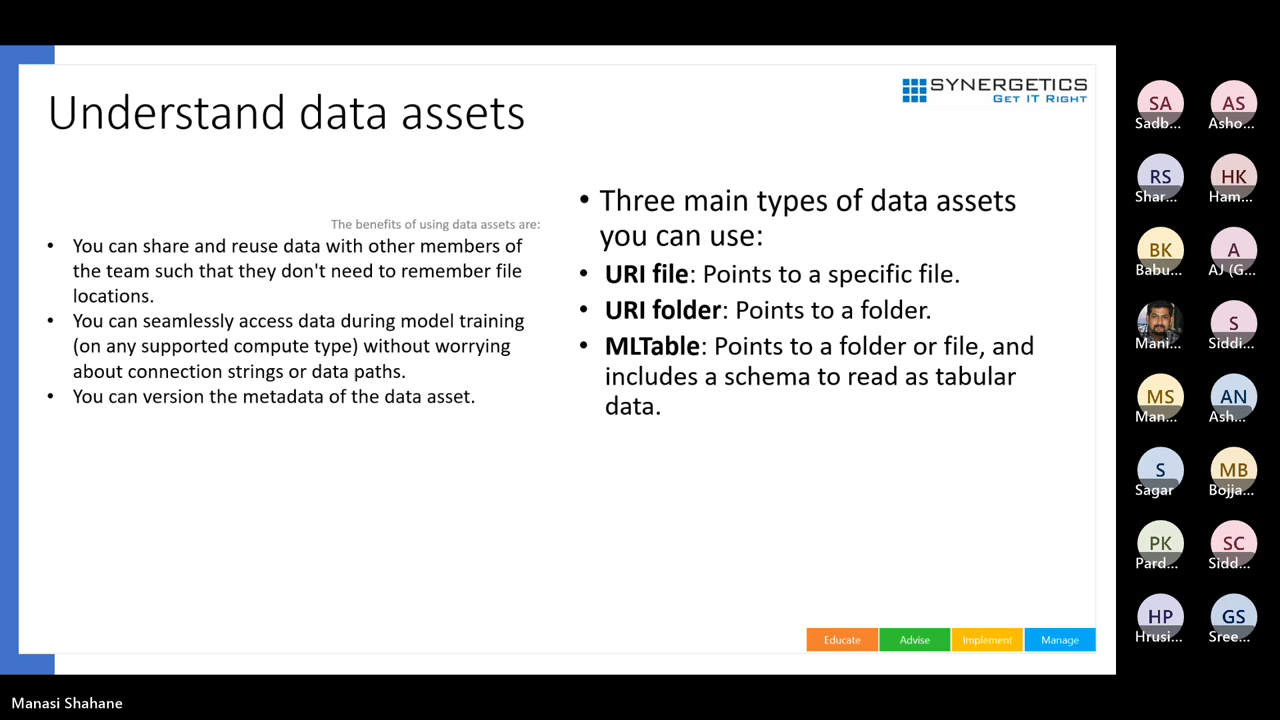 SYNERGETICS
GET IT RIGHT
Understand data assets
The benefits of using data assets are:
• You can share and reuse data with other members of
the team such that they don't need to remember file
locations.
• You can seamlessly access data during model training
(on any supported compute type) without worrying
about connection strings or data paths.
• You can version the metadata of the data asset.
• Three main types of data assets
you can use:
• URI file: Points to a specific file.
• URI folder: Points to a folder.
• MLTable: Points to a folder or file, and
includes a schema to read as tabular
data.
Educate Advise Implement Manage
SA AS
Sadb... Asho...
RS HK
Shar... Ham...
BK A
Babu... AJ (G...
S
Mani... Siddi...
MS AN
Man... Ash...
S MB
Sagar Bojja...
PK SC
Pard... Sidd...
HP GS
Hrusi... Sree...
Manasi Shahane